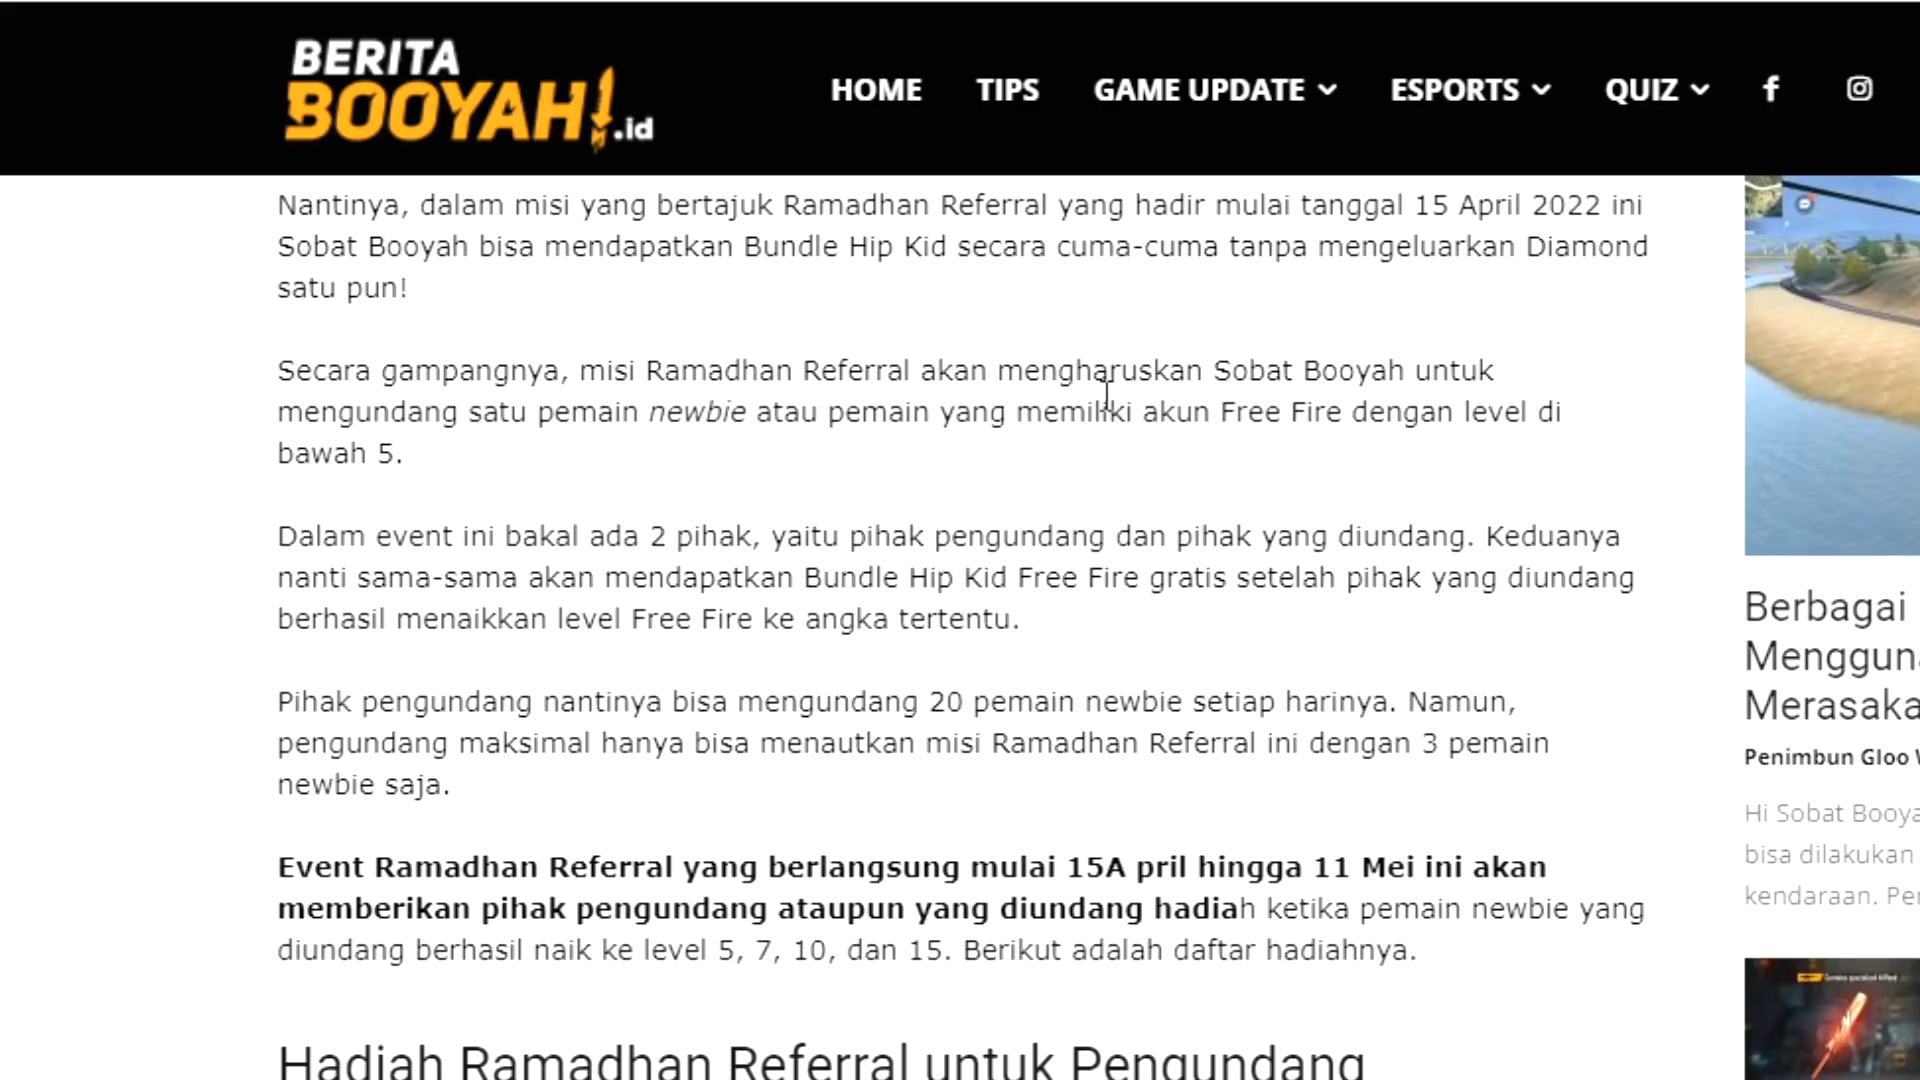 BERITA
BOOYAH!.id
HOME TIPS GAME UPDATE ESPORTS QUIZ
Nantinya, dalam misi yang bertajuk Ramadhan Referral yang hadir mulai tanggal 15 April 2022 ini
Sobat Booyah bisa mendapatkan Bundle Hip Kid secara cuma-cuma tanpa mengeluarkan Diamond
satu pun!
Secara gampangnya, misi Ramadhan Referral akan mengharuskan Sobat Booyah untuk
mengundang satu pemain newbie atau pemain yang memiliki akun Free Fire dengan level di
bawah 5.
Dalam event ini bakal ada 2 pihak, yaitu pihak pengundang dan pihak yang diundang. Keduanya
nanti sama-sama akan mendapatkan Bundle Hip Kid Free Fire gratis setelah pihak yang diundang
berhasil menaikkan level Free Fire ke angka tertentu.
Pihak pengundang nantinya bisa mengundang 20 pemain newbie setiap harinya. Namun,
pengundang maksimal hanya bisa menautkan misi Ramadhan Referral ini dengan 3 pemain
newbie saja.
Event Ramadhan Referral yang berlangsung mulai 15A pril hingga 11 Mei ini akan
memberikan pihak pengundang ataupun yang diundang hadiah ketika pemain newbie yang
diundang berhasil naik ke level 5, 7, 10, dan 15. Berikut adalah daftar hadiahnya.
Hadiah Ramadhan Referral untuk Pengundang
Berbagai
Menggun
Merasaka
Penimbun Gloo
Hi Sobat Booya
bisa dilakukan
kendaraan. Pe